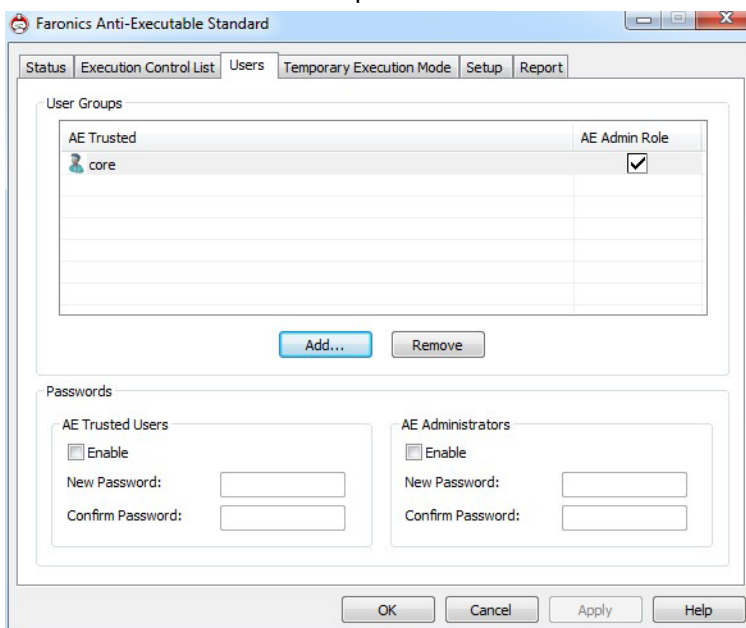 Faronics Anti-Executable Standard
Status Execution Control List Users Temporary Execution Mode Setup Report
User Groups
AE Trusted AE Admin Role
core
Add... Remove
Passwords
AE Trusted Users AE Administrators
Enable Enable
New Password: New Password:
Confirm Password: Confirm Password:
OK Cancel Apply Help